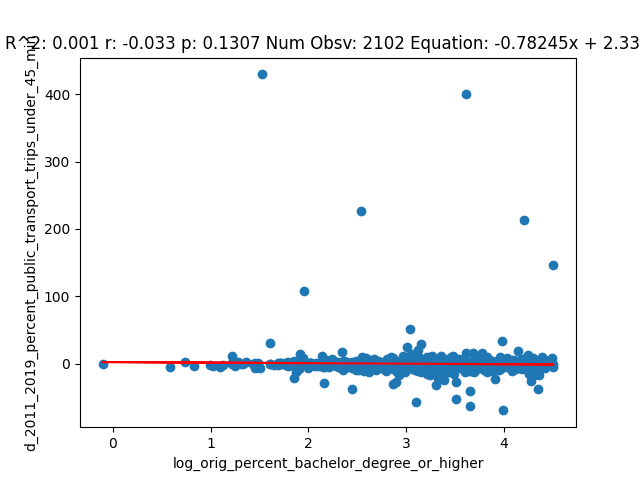 R^2: 0.001 r: -0.033 p: 0.1307 Num Obsv: 2102 Equation: -0.78245x + 2.33
d_2011_2019_percent_public_transport_trips_under_45_min
400
300
200
100
0
0 1 2 3 4
log_orig_percent_bachelor_degree_or_higher